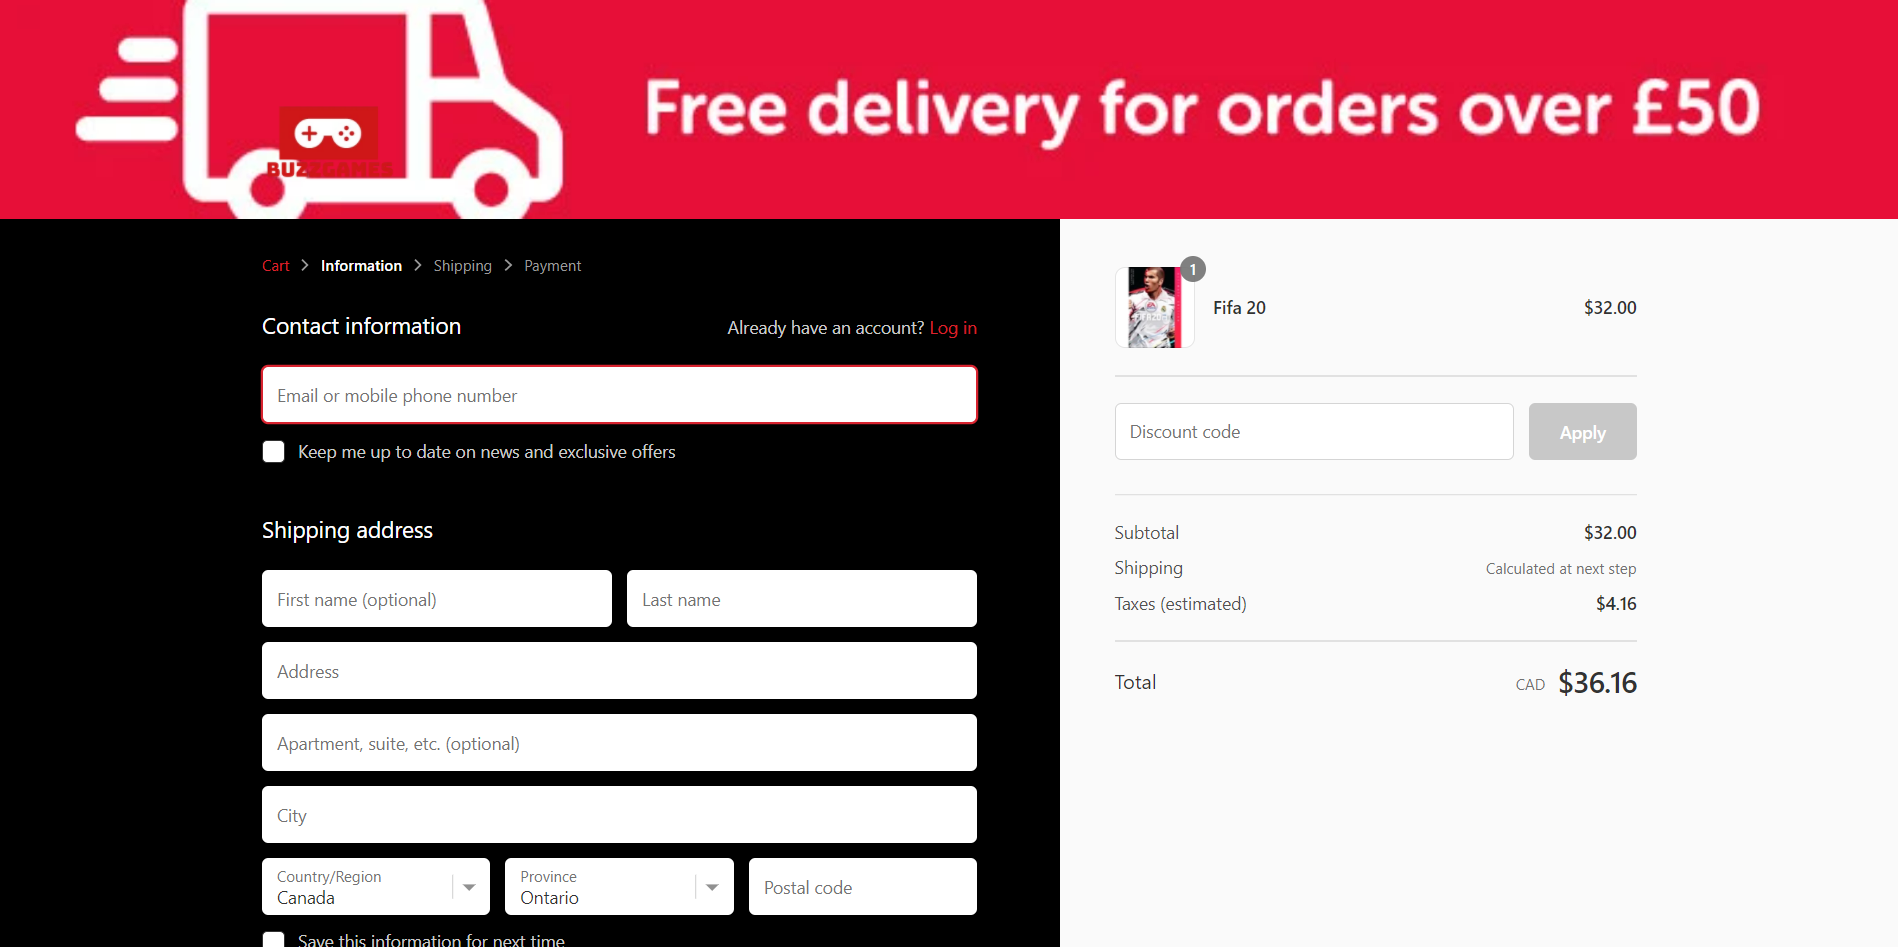 Free delivery for orders over £50
BUZZGAMES
Cart > Information > Shipping > Payment
Contact information
Already have an account? Log in
Email or mobile phone number
Keep me up to date on news and exclusive offers
Shipping address
First name (optional)
Last name
Address
Apartment, suite, etc. (optional)
City
Country/Region
Canada
Province
Ontario
Postal code
Save this information for next time
1
Fifa 20
$32.00
Discount code
Apply
Subtotal
$32.00
Shipping
Calculated at next step
Taxes (estimated)
$4.16
Total
CAD $36.16